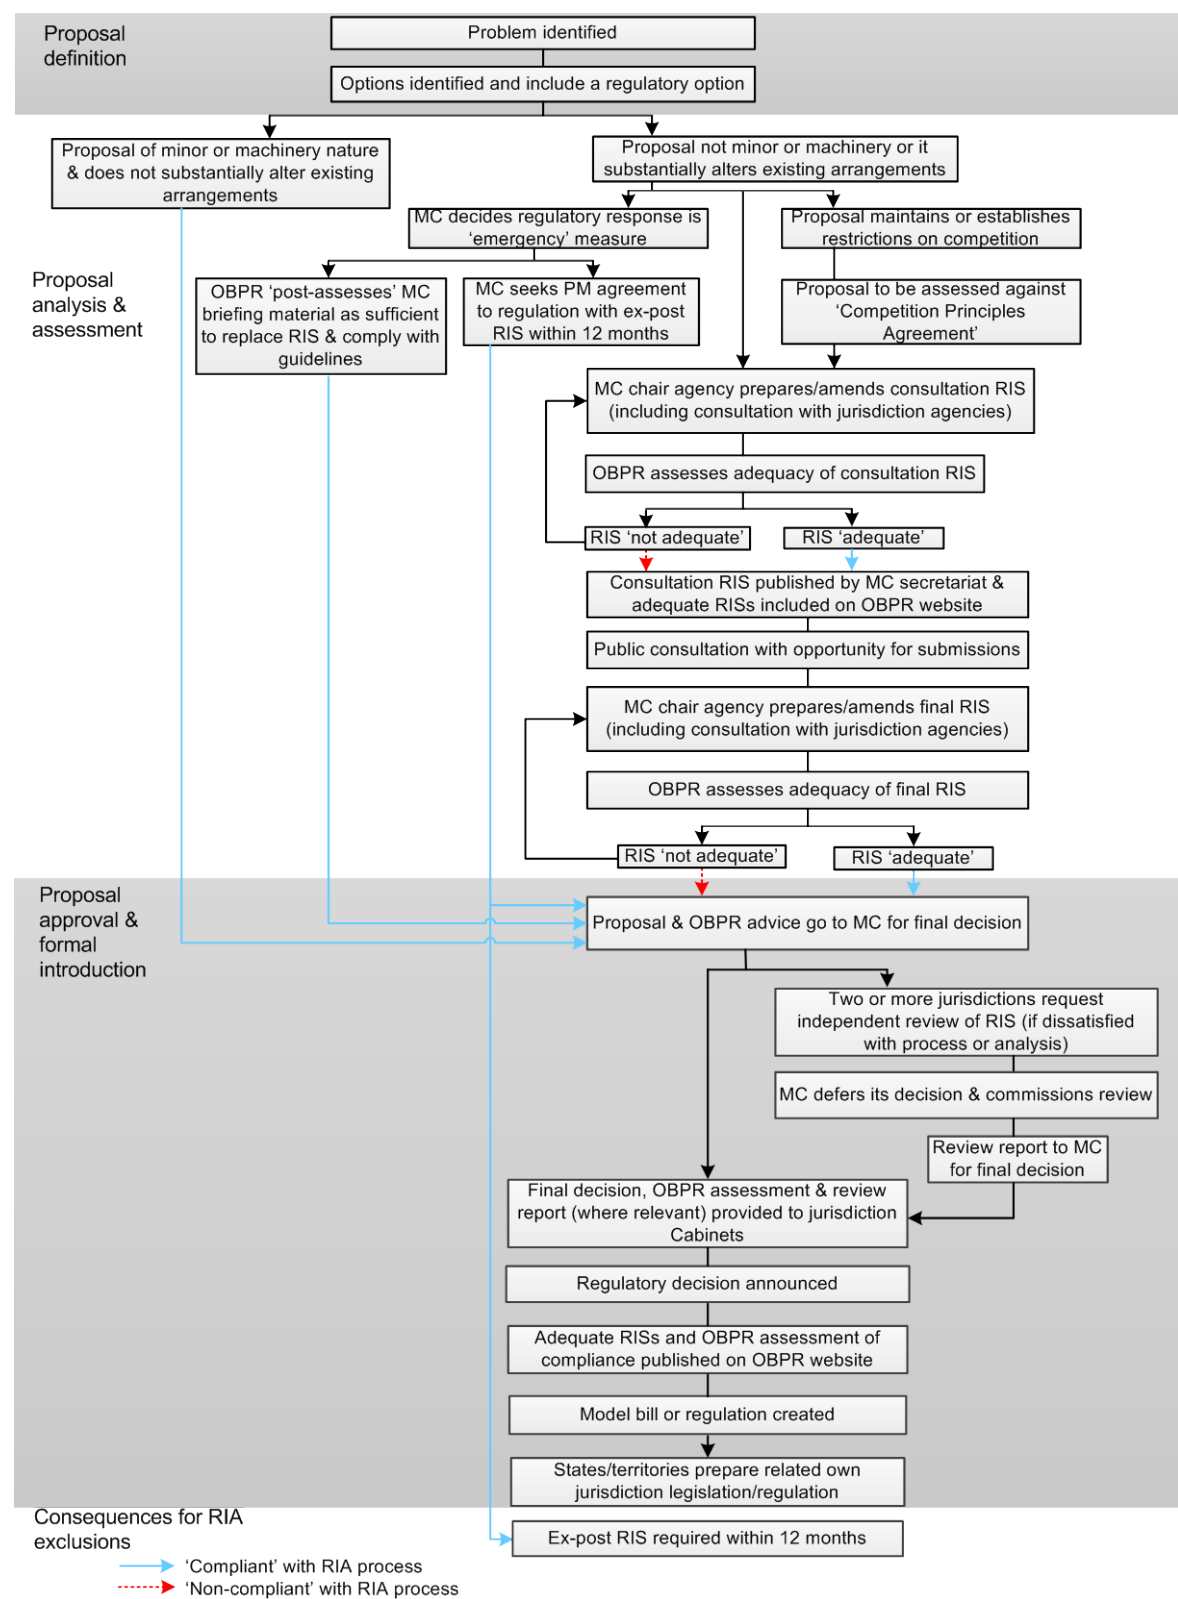 Proposal
definition
Problem identified
Options identified and include a regulatory option
Proposal of minor or machinery nature
& does not substantially alter existing
arrangements
Proposal not minor or machinery or it
substantially alters existing arrangements
MC decides regulatory response is
‘emergency’ measure
Proposal maintains or establishes
restrictions on competition
Proposal
analysis &
assessment
OBPR ‘post-assesses’ MC
briefing material as sufficient
to replace RIS & comply with
guidelines
MC seeks PM agreement
to regulation with ex-post
RIS within 12 months
Proposal to be assessed against
‘Competition Principles
Agreement’
MC chair agency prepares/amends consultation RIS
(including consultation with jurisdiction agencies)
OBPR assesses adequacy of consultation RIS
RIS ‘not adequate’
RIS ‘adequate’
Consultation RIS published by MC secretariat &
adequate RISs included on OBPR website
Public consultation with opportunity for submissions
MC chair agency prepares/amends final RIS
(including consultation with jurisdiction agencies)
OBPR assesses adequacy of final RIS
RIS ‘not adequate’
RIS ‘adequate’
Proposal
approval &
formal
introduction
Proposal & OBPR advice go to MC for final decision
Two or more jurisdictions request
independent review of RIS (if dissatisfied
with process or analysis)
MC defers its decision & commissions review
Review report to MC
for final decision
Final decision, OBPR assessment & review
report (where relevant) provided to jurisdiction
Cabinets
Regulatory decision announced
Adequate RISs and OBPR assessment of
compliance published on OBPR website
Model bill or regulation created
States/territories prepare related own
jurisdiction legislation/regulation
Consequences for RIA
exclusions
Ex-post RIS required within 12 months
‘Compliant’ with RIA process
‘Non-compliant’ with RIA process